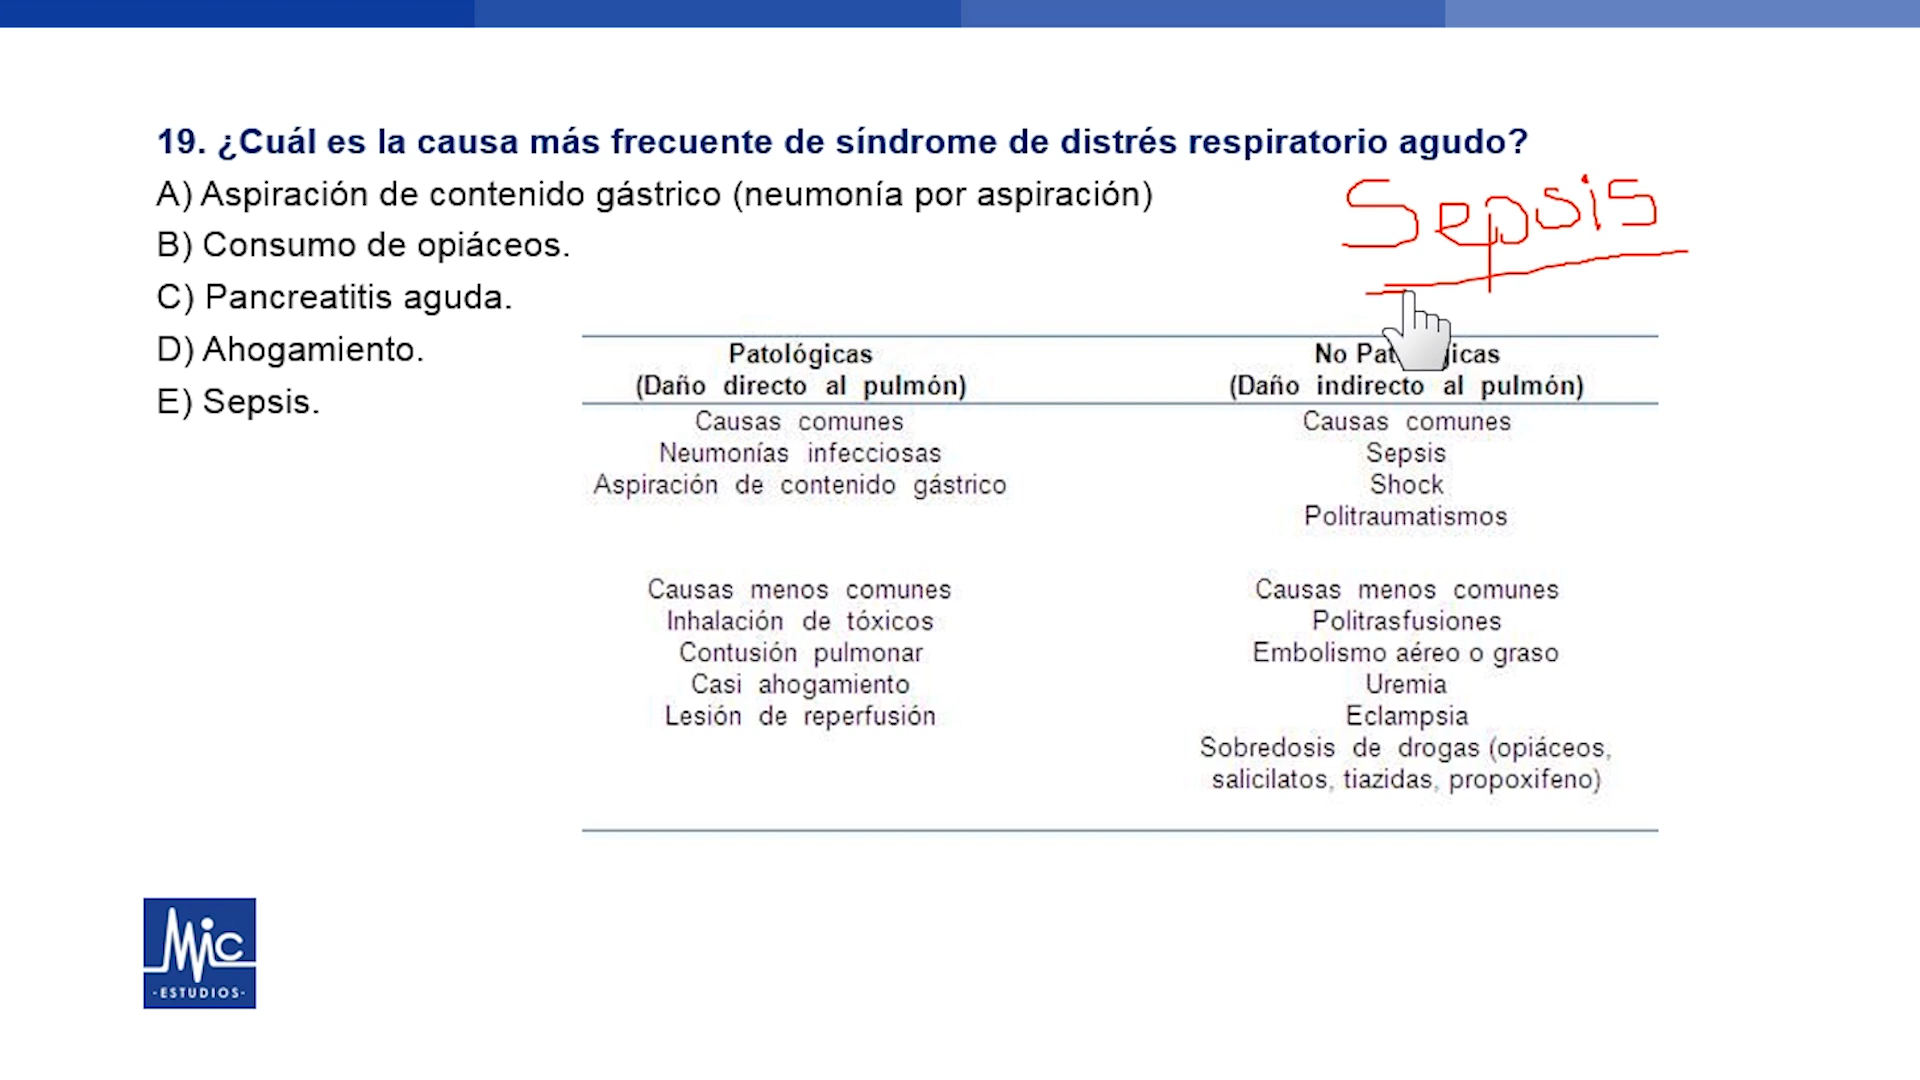 19. ¿Cuál es la causa más frecuente de síndrome de distrés respiratorio agudo?
A) Aspiración de contenido gástrico (neumonía por aspiración)
B) Consumo de opiáceos.
C) Pancreatitis aguda.
D) Ahogamiento.
E) Sepsis.
Sepsis
Patológicas
(Daño directo al pulmón)
Causas comunes
Neumonías infecciosas
Aspiración de contenido gástrico
Causas menos comunes
Inhalación de tóxicos
Contusión pulmonar
Casi ahogamiento
Lesión de reperfusión
No
(Daño indirecto al pulmón)
Causas comunes
Sepsis
Shock
Politraumatismos
Causas menos comunes
Politrasfusiones
Embolismo aéreo o graso
Uremia
Eclampsia
Sobredosis de drogas (opiáceos,
salicilatos, tiazidas, propoxifeno)
Mic
·ESTUDIOS·